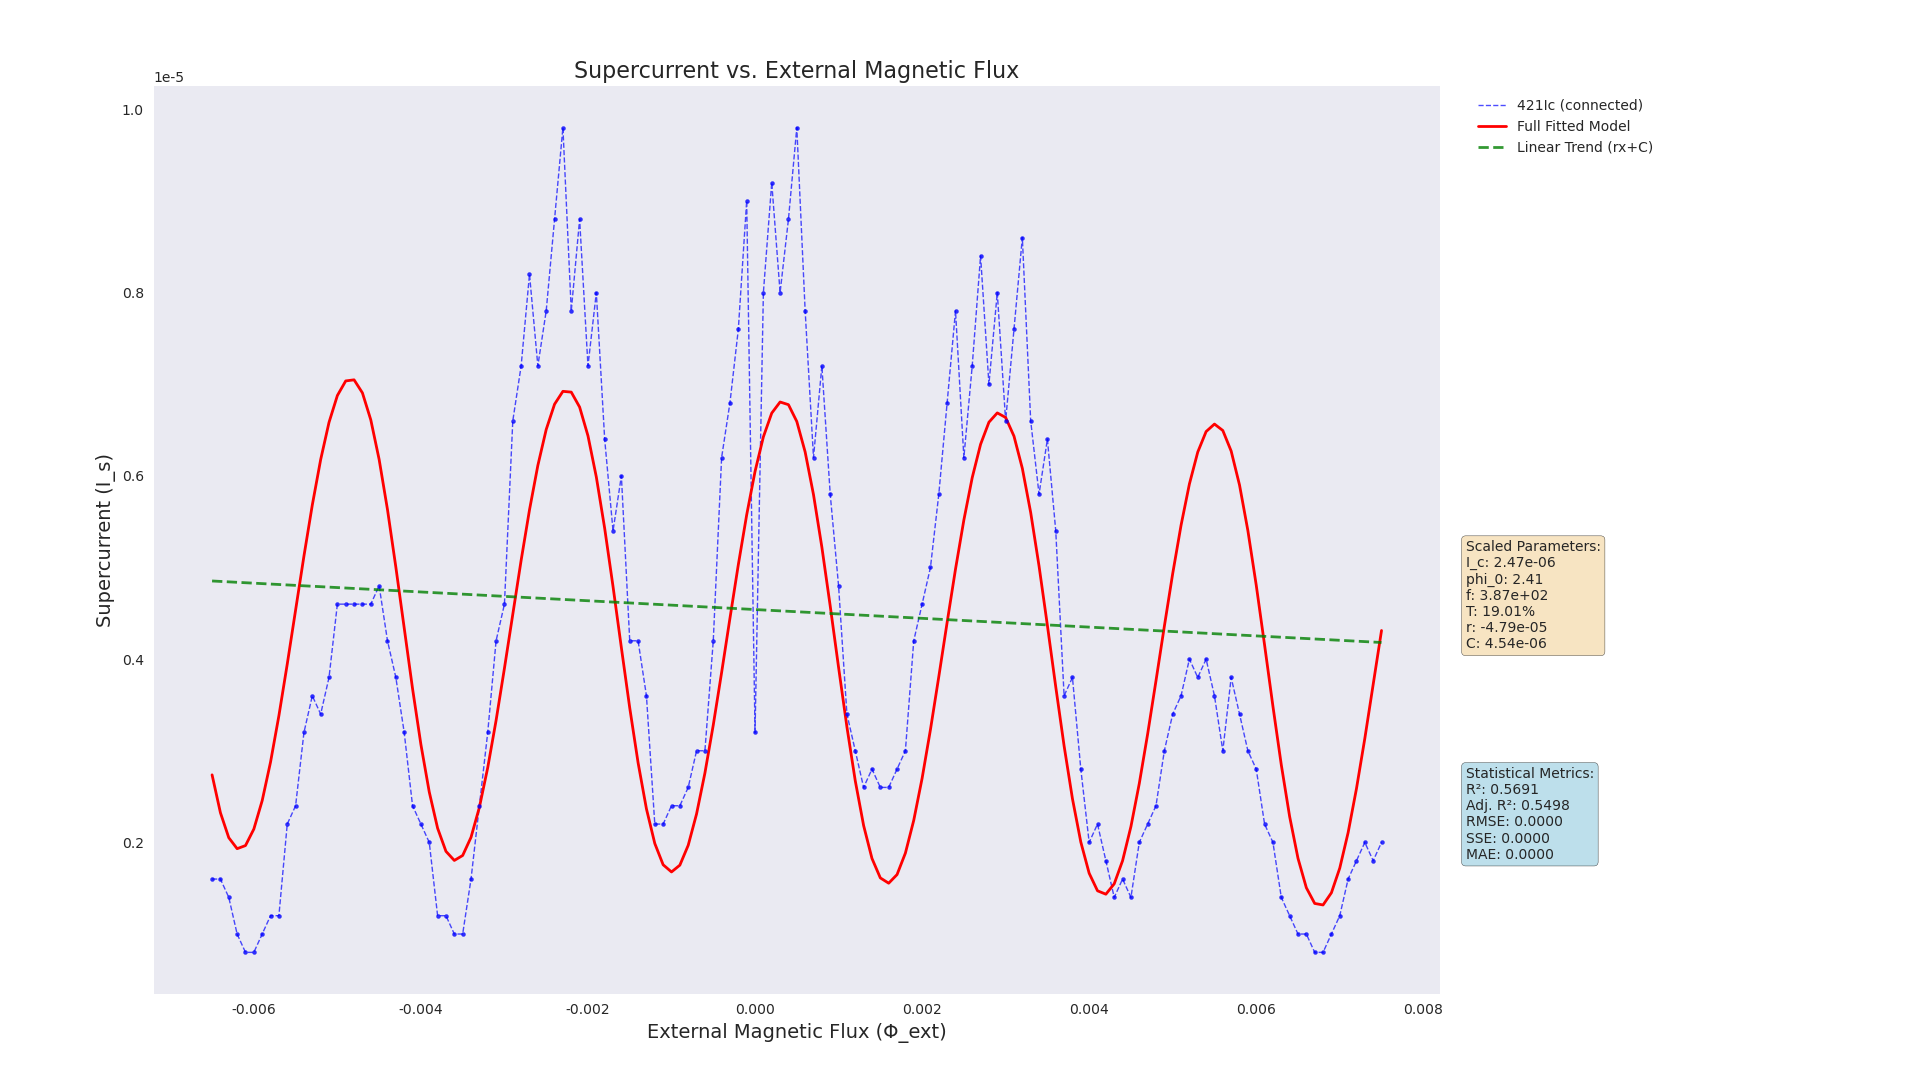 Supercurrent vs. External Magnetic Flux
1e-5
1.0
0.8
0.6
0.4
0.2
Supercurrent (I_s)
-0.006
-0.004
-0.002
0.000
0.002
0.004
0.006
0.008
External Magnetic Flux (Φ_ext)
421Ic (connected)
Full Fitted Model
Linear Trend (rx+C)
Scaled Parameters:
I_c: 2.47e-06
phi_0: 2.41
f: 3.87e+02
T: 19.01%
r: -4.79e-05
C: 4.54e-06
Statistical Metrics:
R²: 0.5691
Adj. R²: 0.5498
RMSE: 0.0000
SSE: 0.0000
MAE: 0.0000